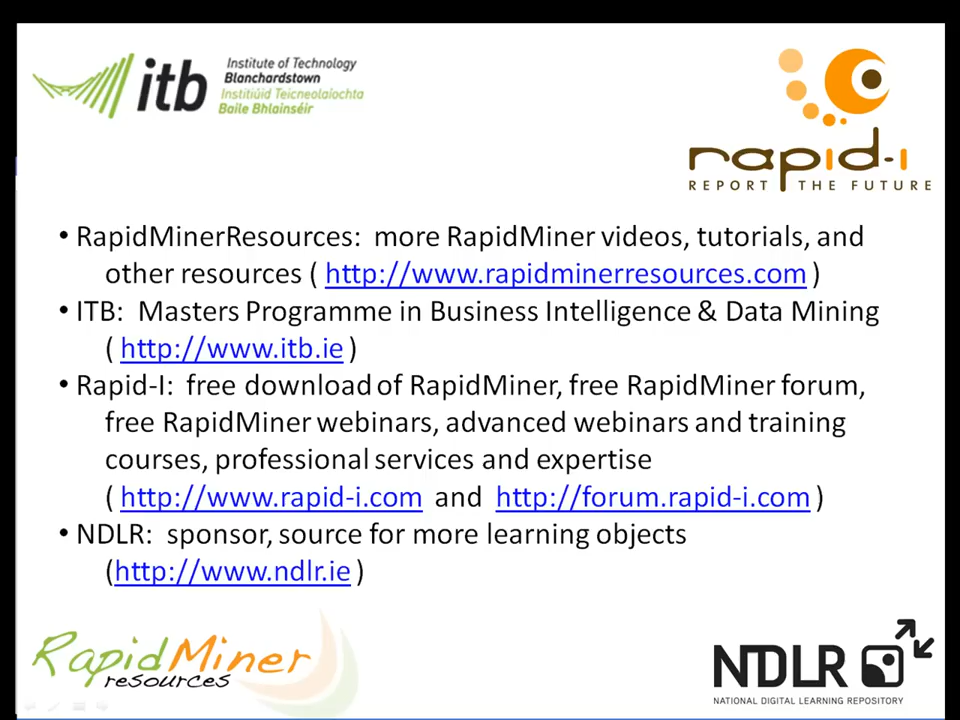 itb
Institute of Technology
Blanchardstown
Institiúid Teicneolaíochta
Baile Bhlainséir
rapid-i
REPORT THE FUTURE
• RapidMinerResources: more RapidMiner videos, tutorials, and
other resources ( http://www.rapidminerresources.com )
• ITB: Masters Programme in Business Intelligence & Data Mining
( http://www.itb.ie )
• Rapid-I: free download of RapidMiner, free RapidMiner forum,
free RapidMiner webinars, advanced webinars and training
courses, professional services and expertise
( http://www.rapid-i.com and http://forum.rapid-i.com )
• NDLR: sponsor, source for more learning objects
(http://www.ndlr.ie )
RapidMiner
resources
NDLR
NATIONAL DIGITAL LEARNING REPOSITORY